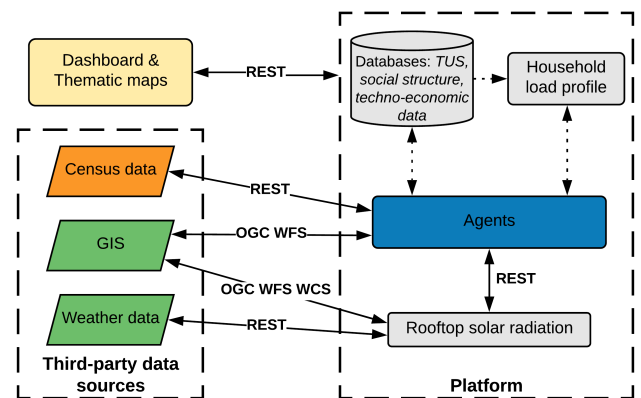 Dashboard &
Thematic maps
REST
Databases: TUS,
social structure,
techno-economic
data
Household
load profile
Census data
REST
Agents
GIS
OGC WFS
OGC WFS WCS
REST
Weather data
REST
Rooftop solar radiation
Third-party data
sources
Platform